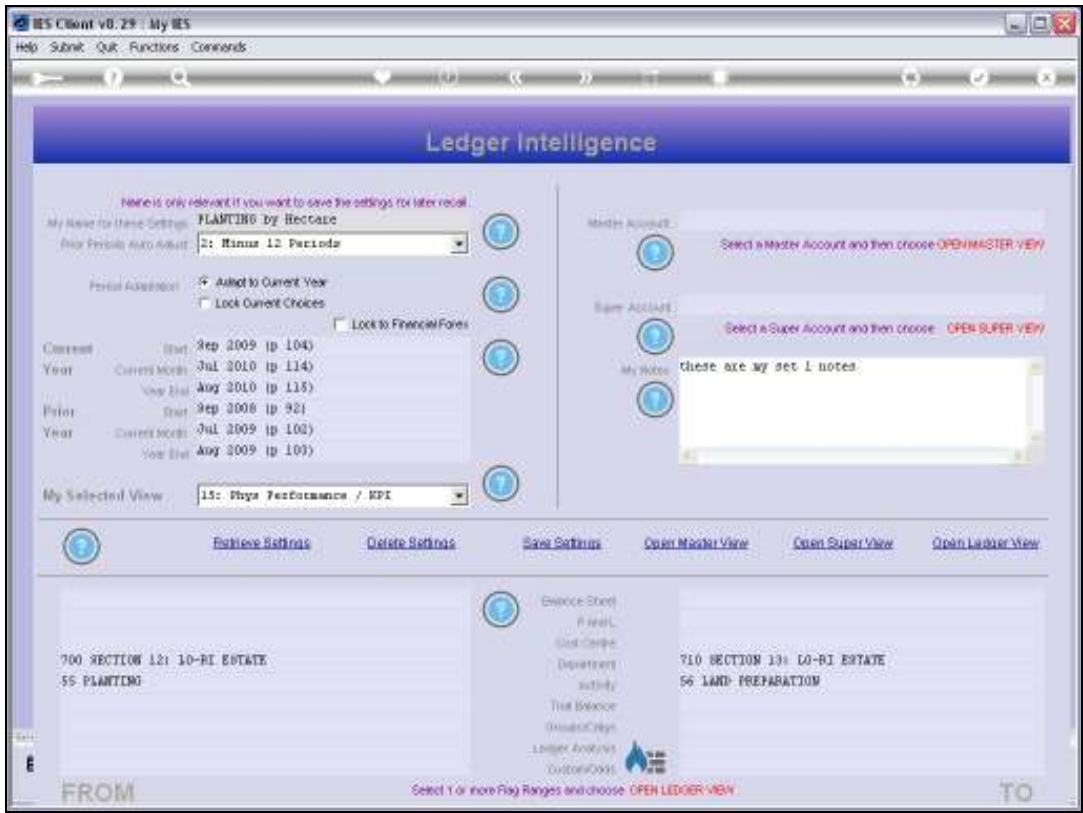 IES Client v8.29 : My IES
Help Submit Quit Functions Commands
Ledger Intelligence
Name is only relevant if you want to save the settings for later recall.
My Name for these Settings PLANTING by Hectare
Prior Periods Auto Adjust 2: Minus 12 Periods
Period Adaptation Adapt to Current Year
Lock Current Choices
Lock to Financial Forex
Current Year Start Sep 2009 (p 104)
Current Month Jul 2010 (p 114)
Year End Aug 2010 (p 115)
Prior Year Start Sep 2008 (p 92)
Current Month Jul 2009 (p 102)
Year End Aug 2009 (p 103)
My Selected View 15: Phys Performance / KPI
Master Account
Select a Master Account and then choose OPEN MASTER VIEW
Super Account
Select a Super Account and then choose OPEN SUPER VIEW
My Notes these are my set 1 notes
Retrieve Settings Delete Settings Save Settings Open Master View Open Super View Open Ledger View
Balance Sheet
P and L
Cost Centre
700 SECTION 12: LO-RI ESTATE Department 710 SECTION 13: LO-RI ESTATE
55 PLANTING Activity 56 LAND PREPARATION
Trial Balance
Ledger Analysis
FROM Select 1 or more Flag Ranges and choose OPEN LEDGER VIEW TO